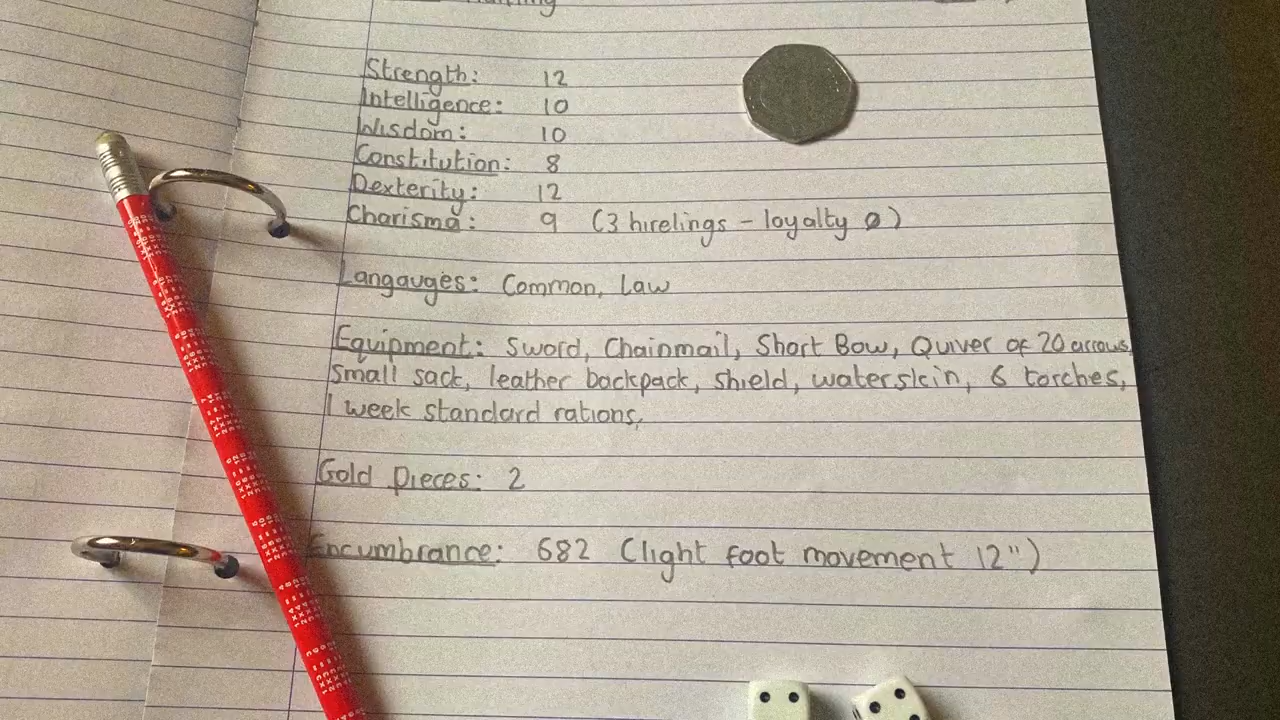 Strength: 12
Intelligence: 10
Wisdom: 10
Constitution: 8
Dexterity: 12
Charisma: 9 (3 hirelings - loyalty 0)
Langauges: Common, Law
Equipment: Sword, Chainmail, Short Bow, Quiver of 20 arrows,
small sack, leather backpack, shield, waterskin, 6 torches,
1 week standard rations,
Gold Pieces: 2
Encumbrance: 682 (light foot movement 12")